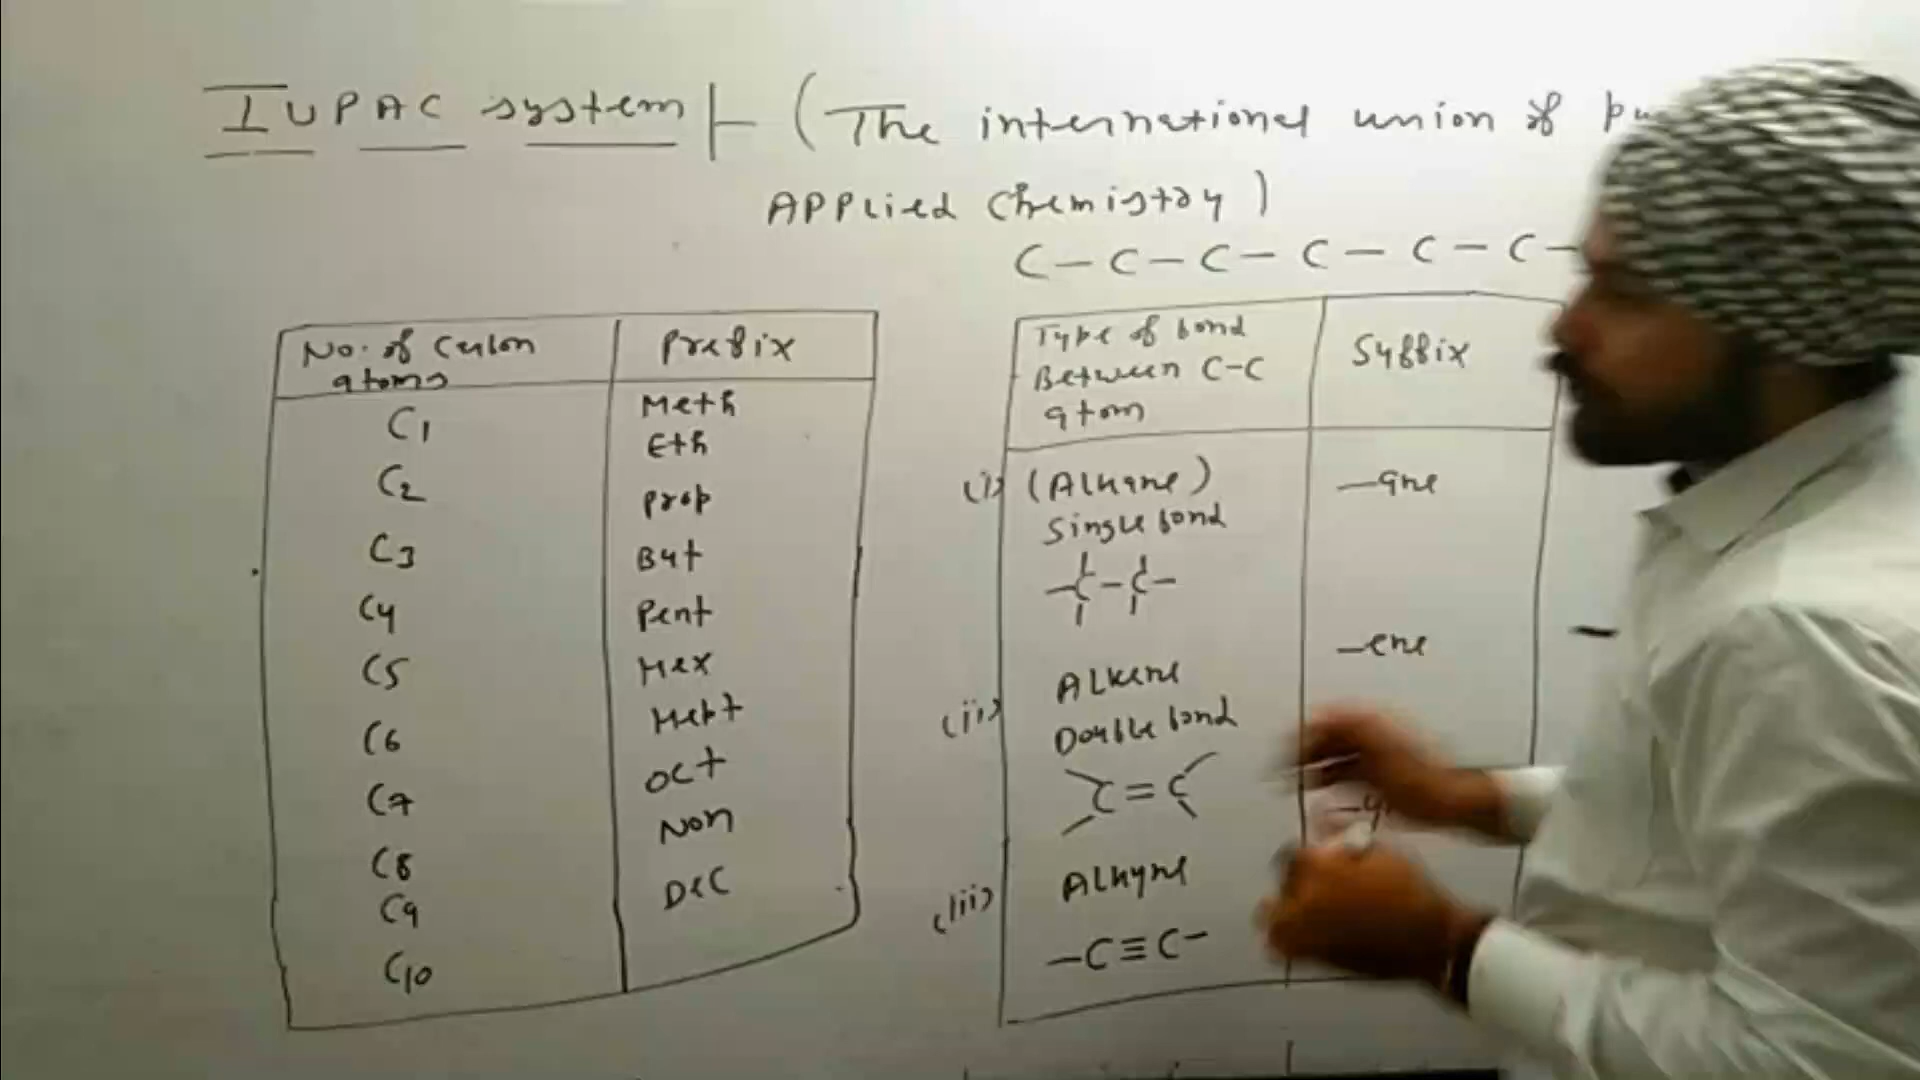 IUPAC system :- (The international union of
APPLied Chemistry)
C - C - C - C - C - C -
No. of Carbon atoms
Prefix
C1
Meth
C2
Eth
C3
Prop
C4
But
C5
Pent
C6
Hex
C7
Hept
C8
Oct
C9
Non
C10
Dec
Type of bond
Between C-C
atom
Suffix
(i) (Alkane)
-ane
Single bond
-C-C-
(ii) Alkene
-ene
Double bond
C=C
(iii) Alkyne
-C≡C-